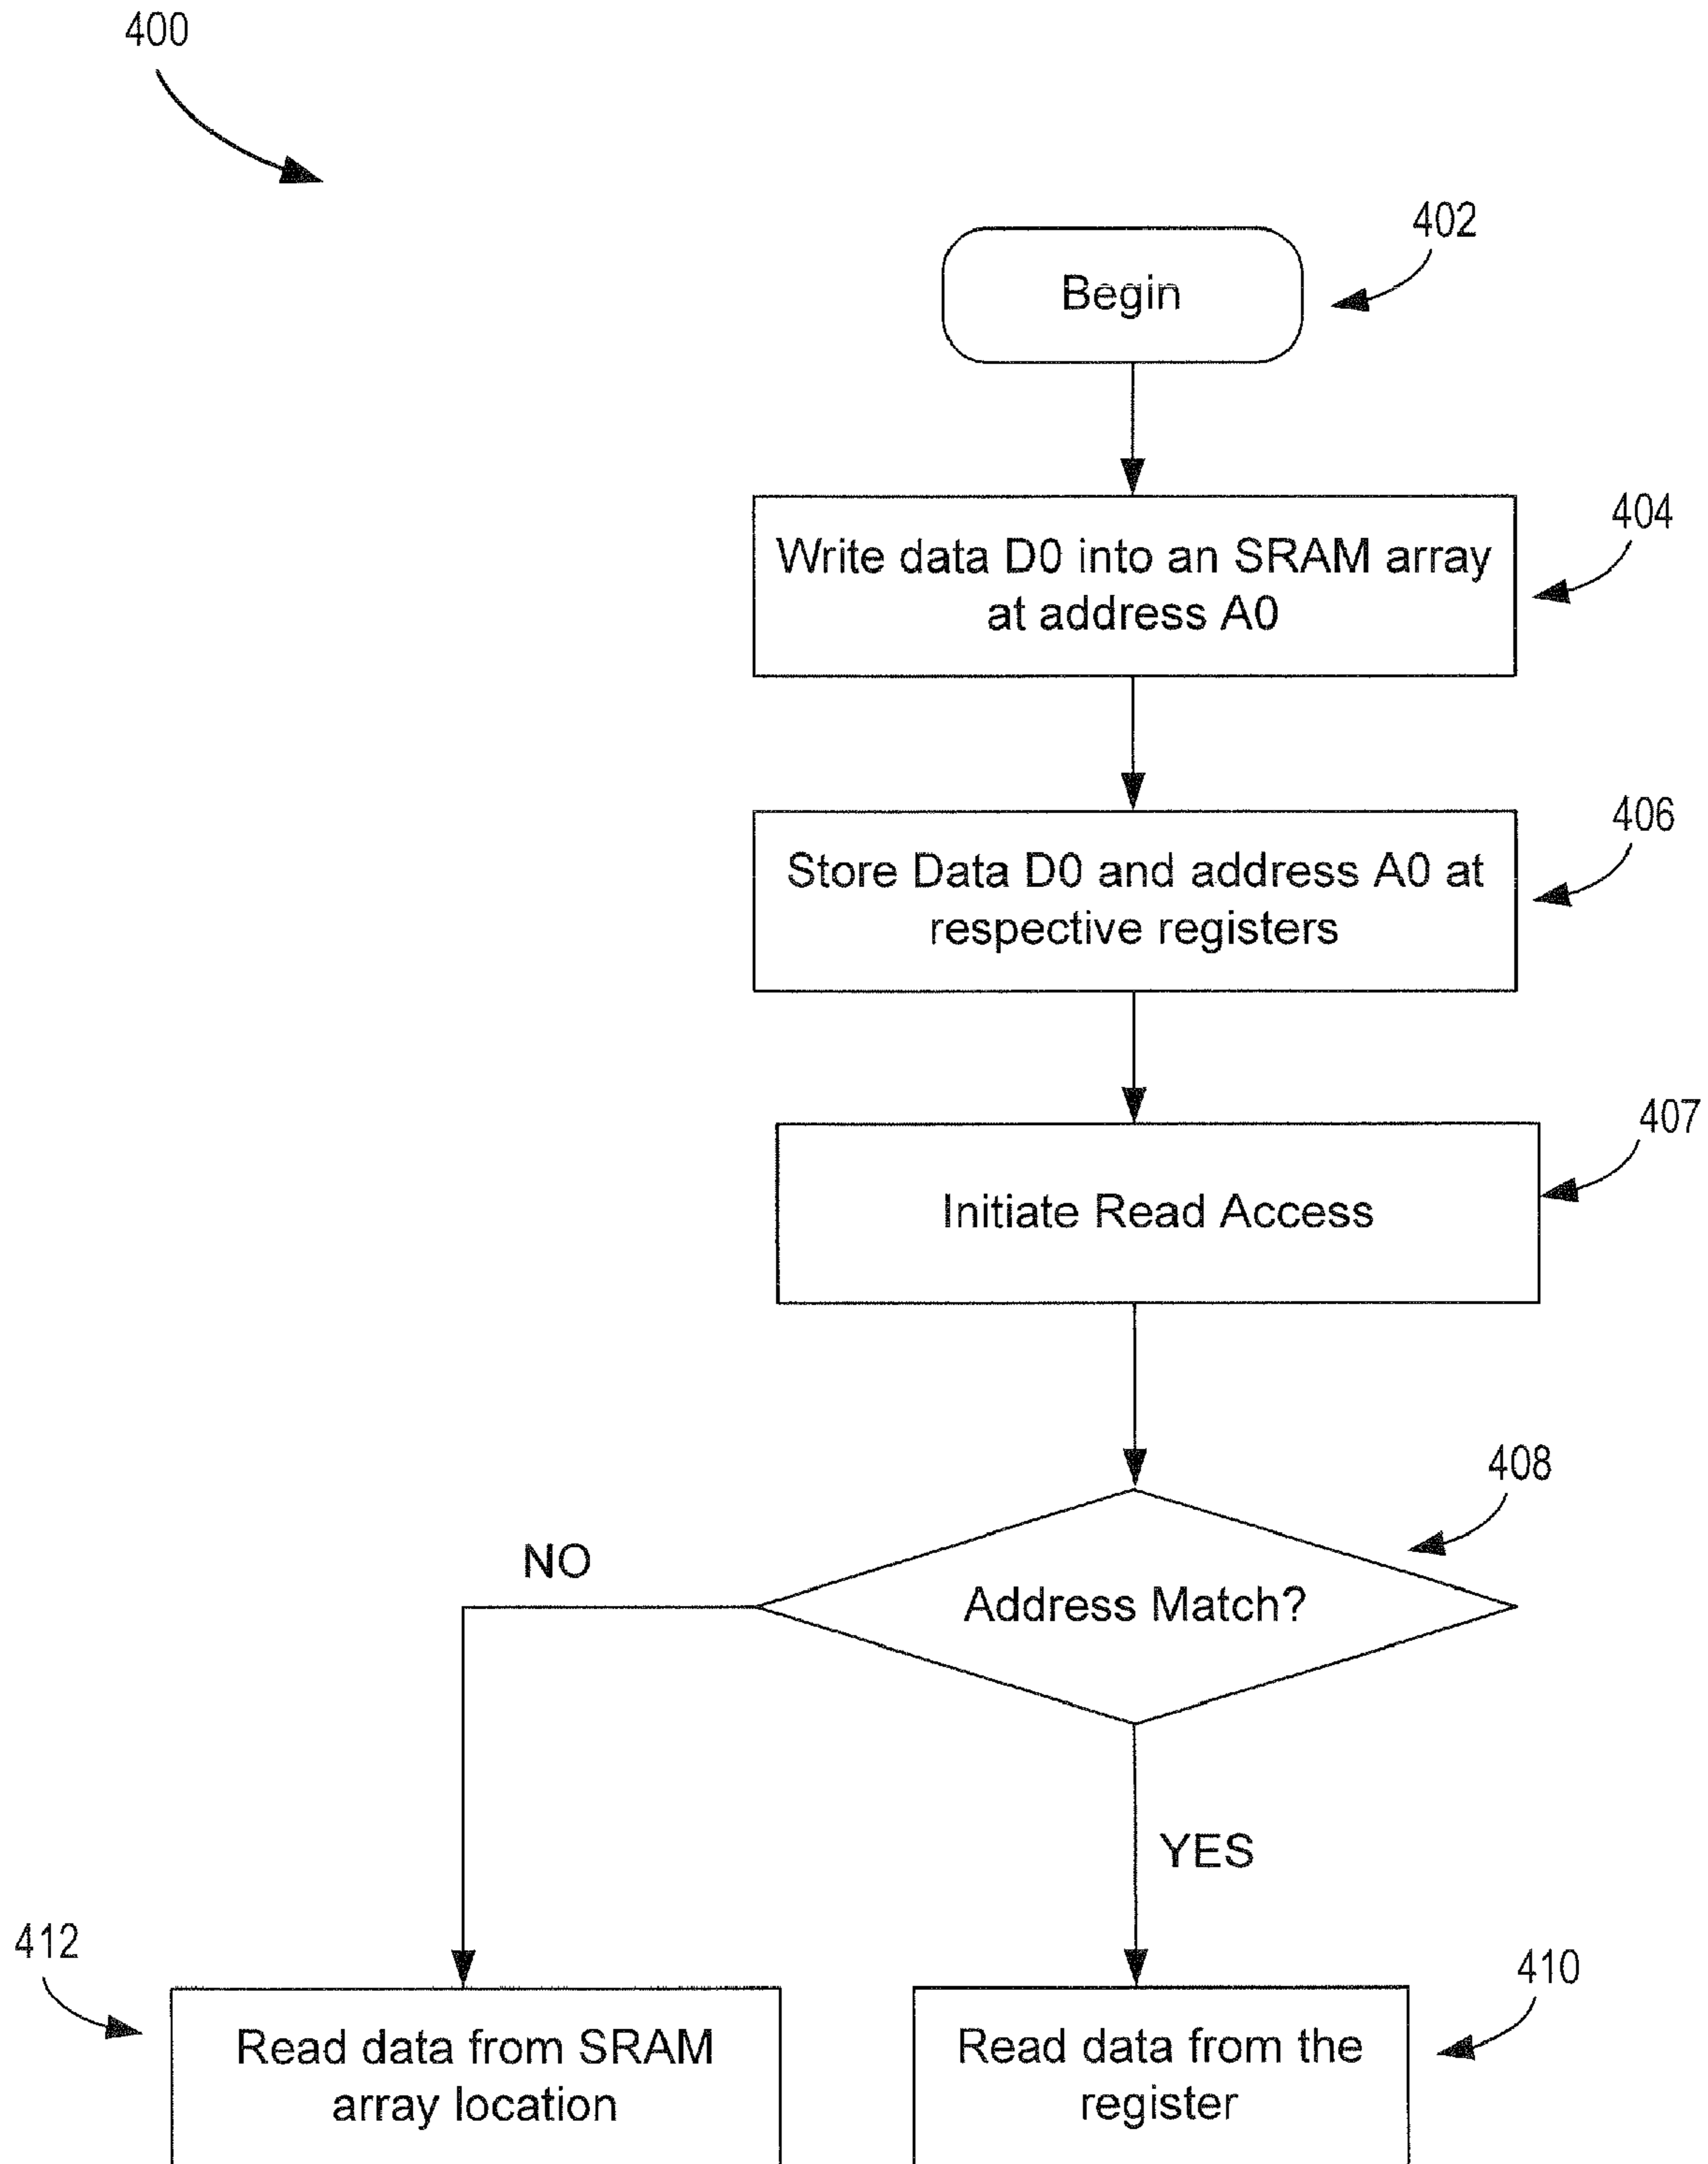 400
402
Begin
404
Write data D0 into an SRAM array
at address A0
406
Store Data D0 and address A0 at
respective registers
407
Initiate Read Access
408
NO
Address Match?
YES
412
410
Read data from SRAM
array location
Read data from the
register